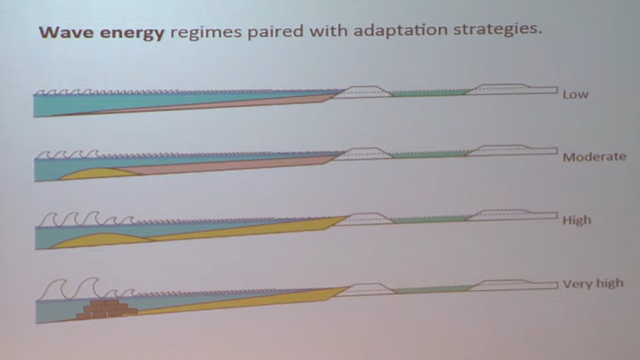 Wave energy regimes paired with adaptation strategies.
Low
Moderate
High
Very high